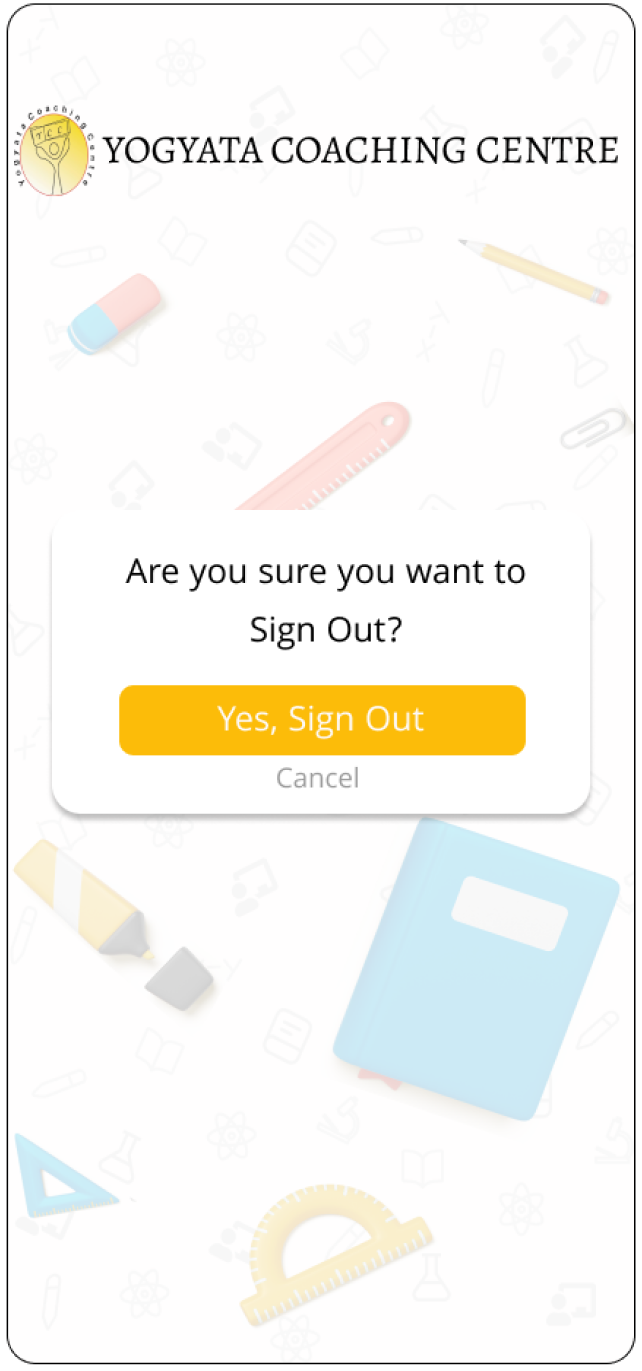 Yogyata Coaching Centre
YCC
YOGYATA COACHING CENTRE
Are you sure you want to
Sign Out?
Yes, Sign Out
Cancel